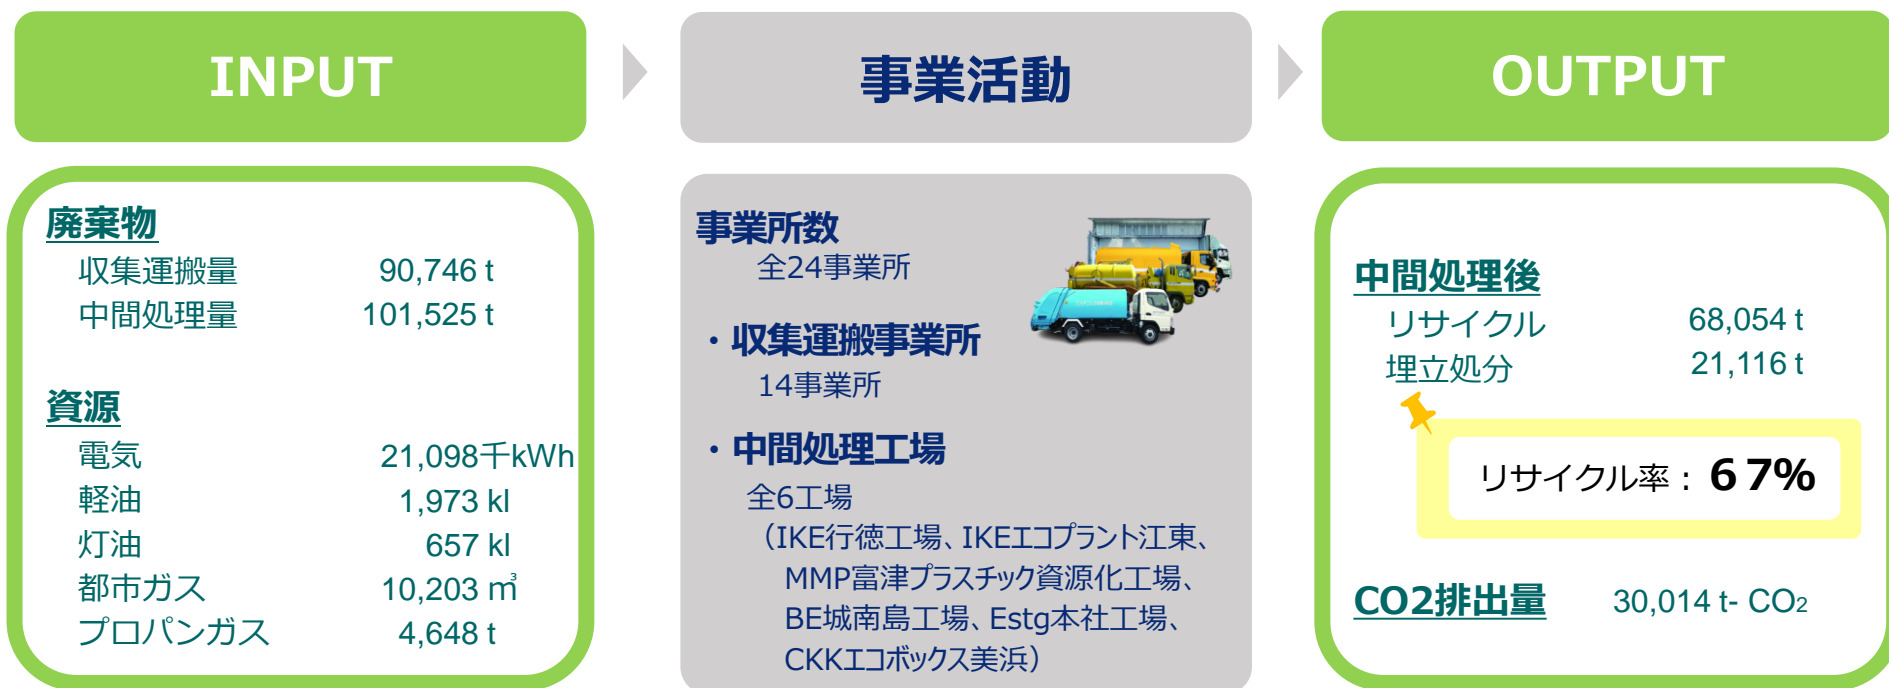 INPUT
事業活動
OUTPUT
廃棄物
収集運搬量 90,746 t
中間処理量 101,525 t
資源
電気 21,098千kWh
軽油 1,973 kl
灯油 657 kl
都市ガス 10,203 ㎥
プロパンガス 4,648 t
事業所数
全24事業所
・収集運搬事業所
14事業所
・中間処理工場
全6工場
（IKE行徳工場、IKEエコプラント江東、
MMP富津プラスチック資源化工場、
BE城南島工場、Estg本社工場、
CKKエコボックス美浜）
中間処理後
リサイクル 68,054 t
埋立処分 21,116 t
リサイクル率：６7%
CO2排出量 30,014 t- CO₂